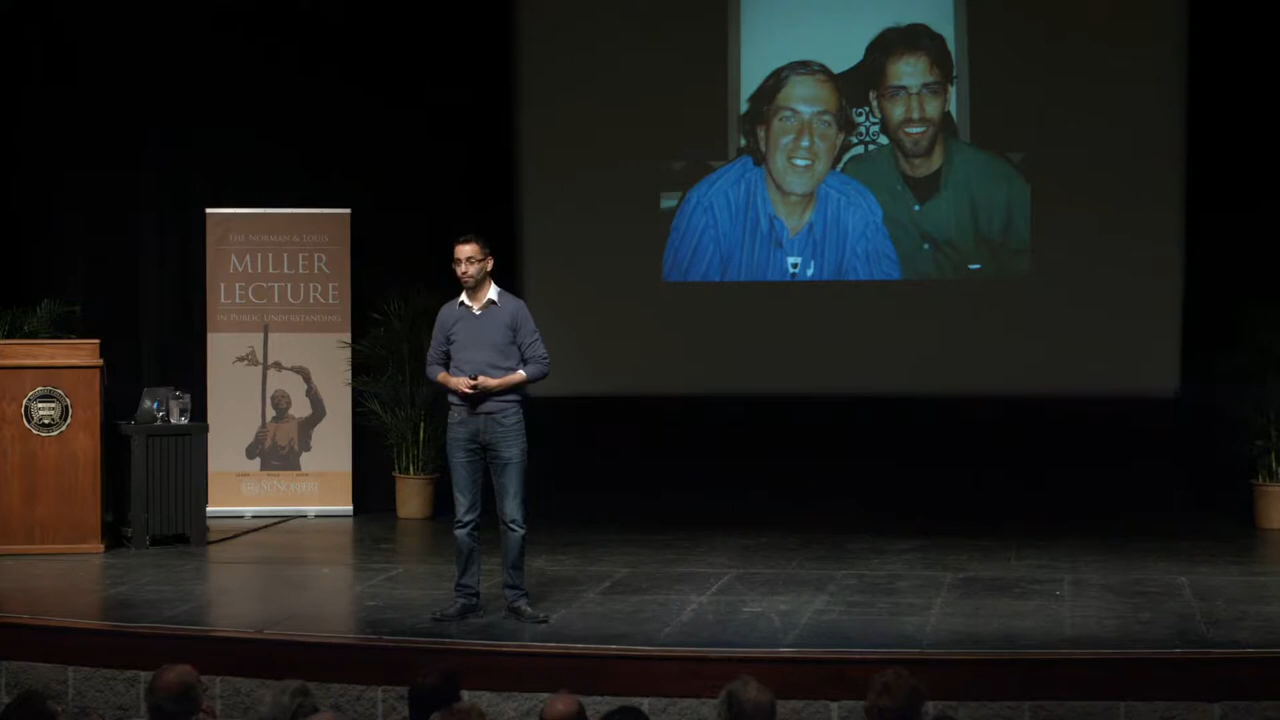 THE NORMAN & LOUIS
MILLER
LECTURE
IN PUBLIC UNDERSTANDING
ST. NORBERT